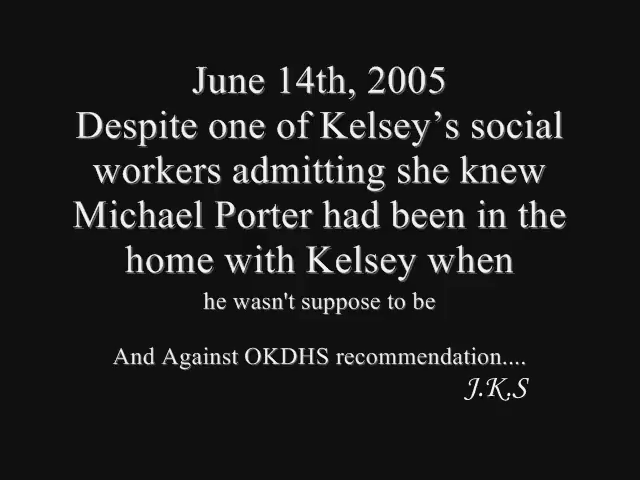 June 14th, 2005
Despite one of Kelsey’s social
workers admitting she knew
Michael Porter had been in the
home with Kelsey when
he wasn't suppose to be
And Against OKDHS recommendation....
J.K.S